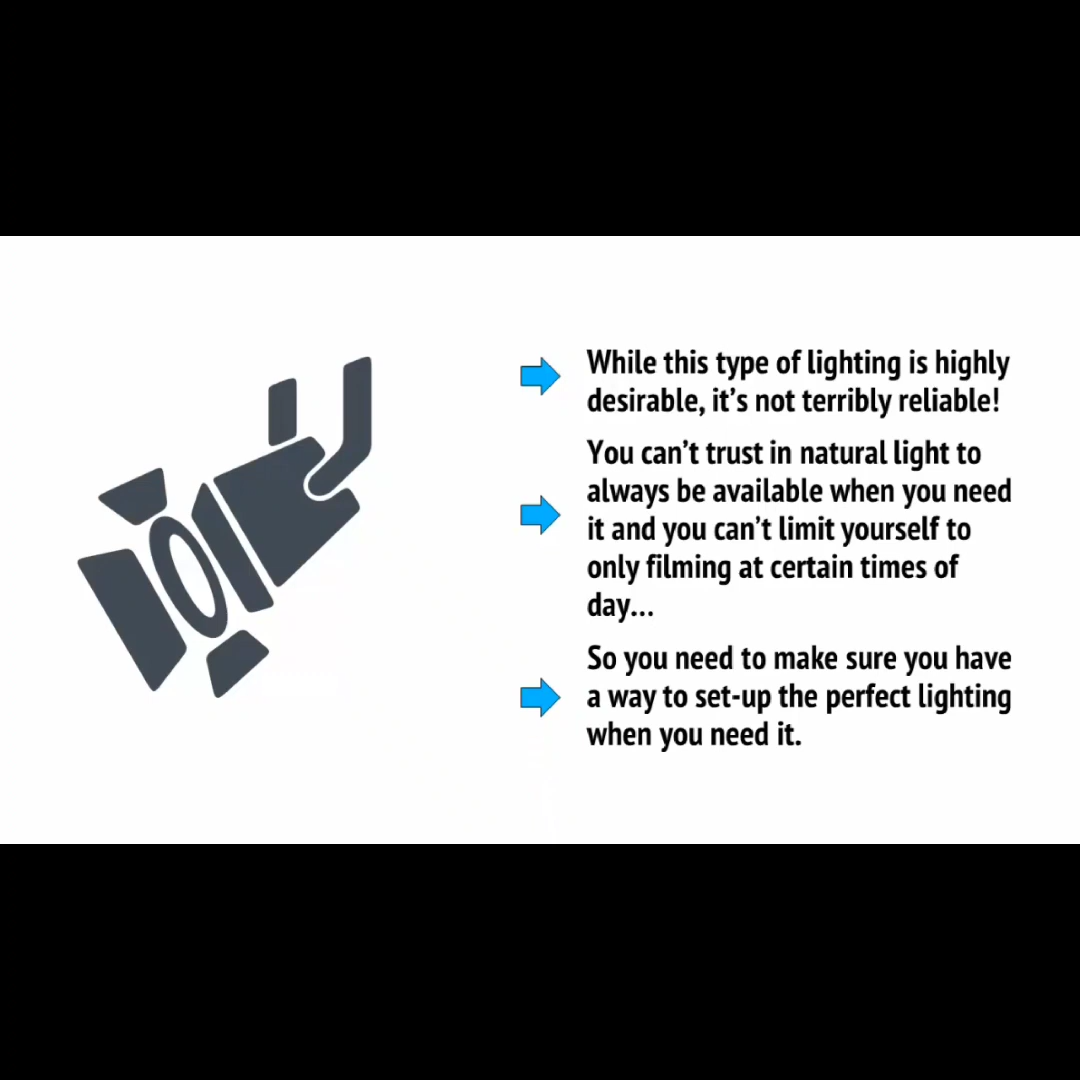 While this type of lighting is highly
desirable, it’s not terribly reliable!
You can’t trust in natural light to
always be available when you need
it and you can’t limit yourself to
only filming at certain times of
day...
So you need to make sure you have
a way to set-up the perfect lighting
when you need it.